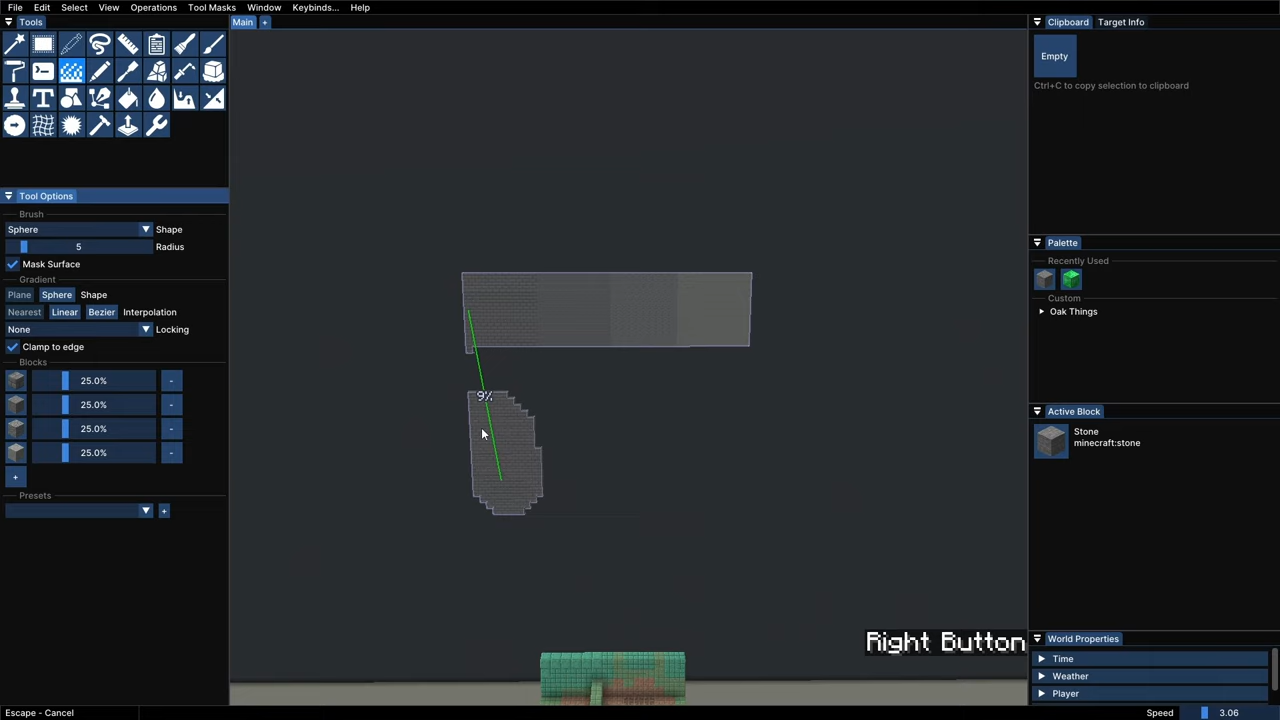 File Edit Select View Operations Tool Masks Window Keybinds... Help
Tools
Main +
Clipboard Target Info
Empty
Ctrl+C to copy selection to clipboard
Tool Options
Brush
Sphere Shape
5 Radius
Mask Surface
Gradient
Plane Sphere Shape
Nearest Linear Bezier Interpolation
None Locking
Clamp to edge
Blocks
25.0% -
25.0% -
25.0% -
25.0% -
+
Presets
+
9%
Palette
Recently Used
Custom
Oak Things
Active Block
Stone
minecraft:stone
Right Button
World Properties
Time
Weather
Player
Escape - Cancel
Speed 3.06